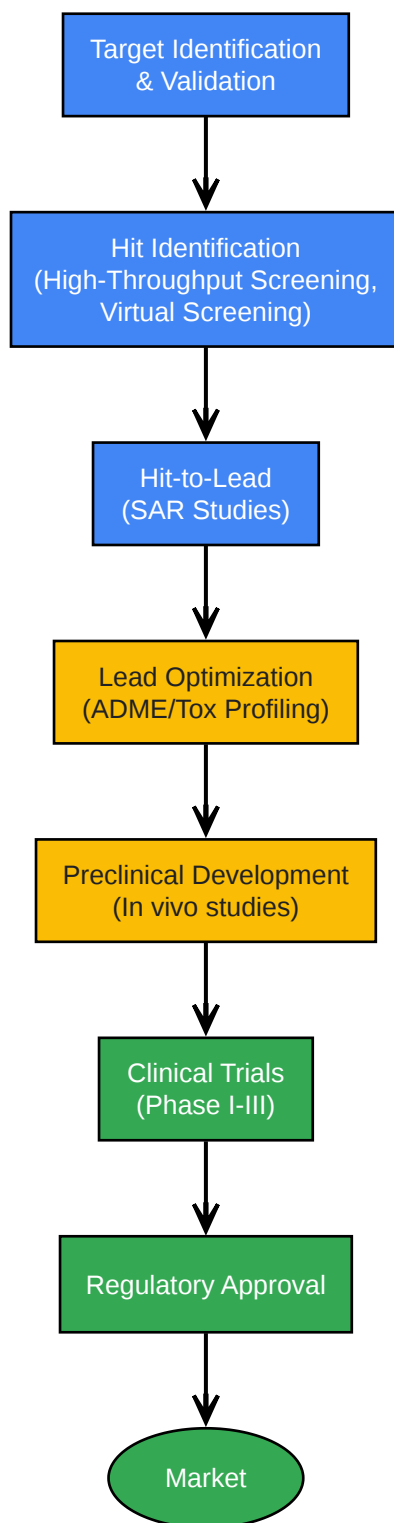 Target Identification
& Validation
Hit Identification
(High-Throughput Screening,
Virtual Screening)
Hit-to-Lead
(SAR Studies)
Lead Optimization
(ADME/Tox Profiling)
Preclinical Development
(In vivo studies)
Clinical Trials
(Phase I-III)
Regulatory Approval
Market